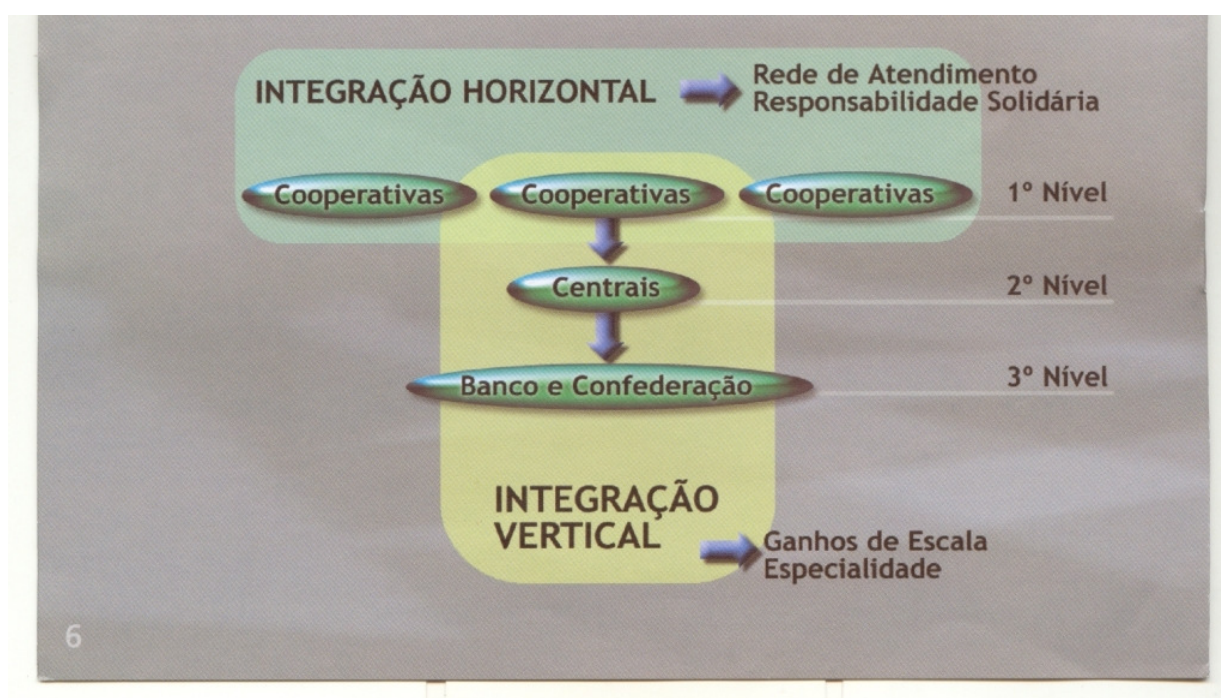 INTEGRAÇÃO HORIZONTAL
Rede de Atendimento
Responsabilidade Solidária
Cooperativas
Cooperativas
Cooperativas
1º Nível
Centrais
2º Nível
Banco e Confederação
3º Nível
INTEGRAÇÃO
VERTICAL
Ganhos de Escala
Especialidade
6